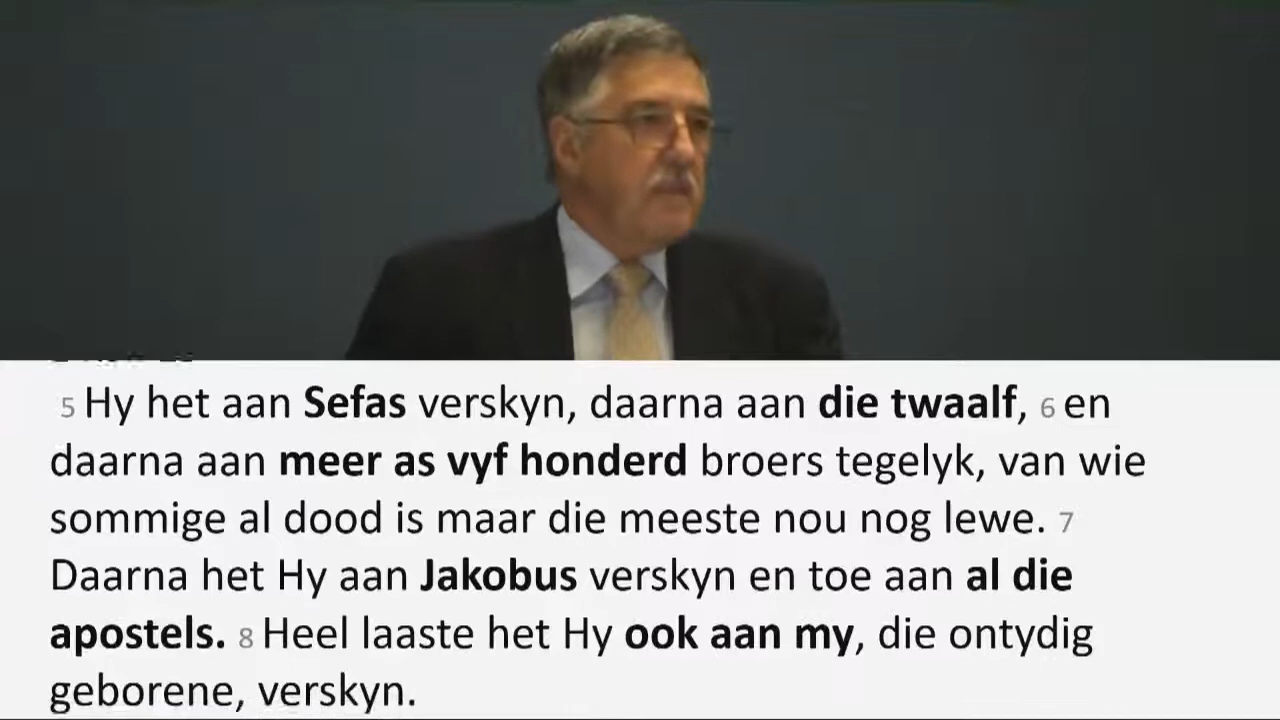 5 Hy het aan Sefas verskyn, daarna aan die twaalf, 6 en
daarna aan meer as vyf honderd broers tegelyk, van wie
sommige al dood is maar die meeste nou nog lewe. 7
Daarna het Hy aan Jakobus verskyn en toe aan al die
apostels. 8 Heel laaste het Hy ook aan my, die ontydig
geborene, verskyn.